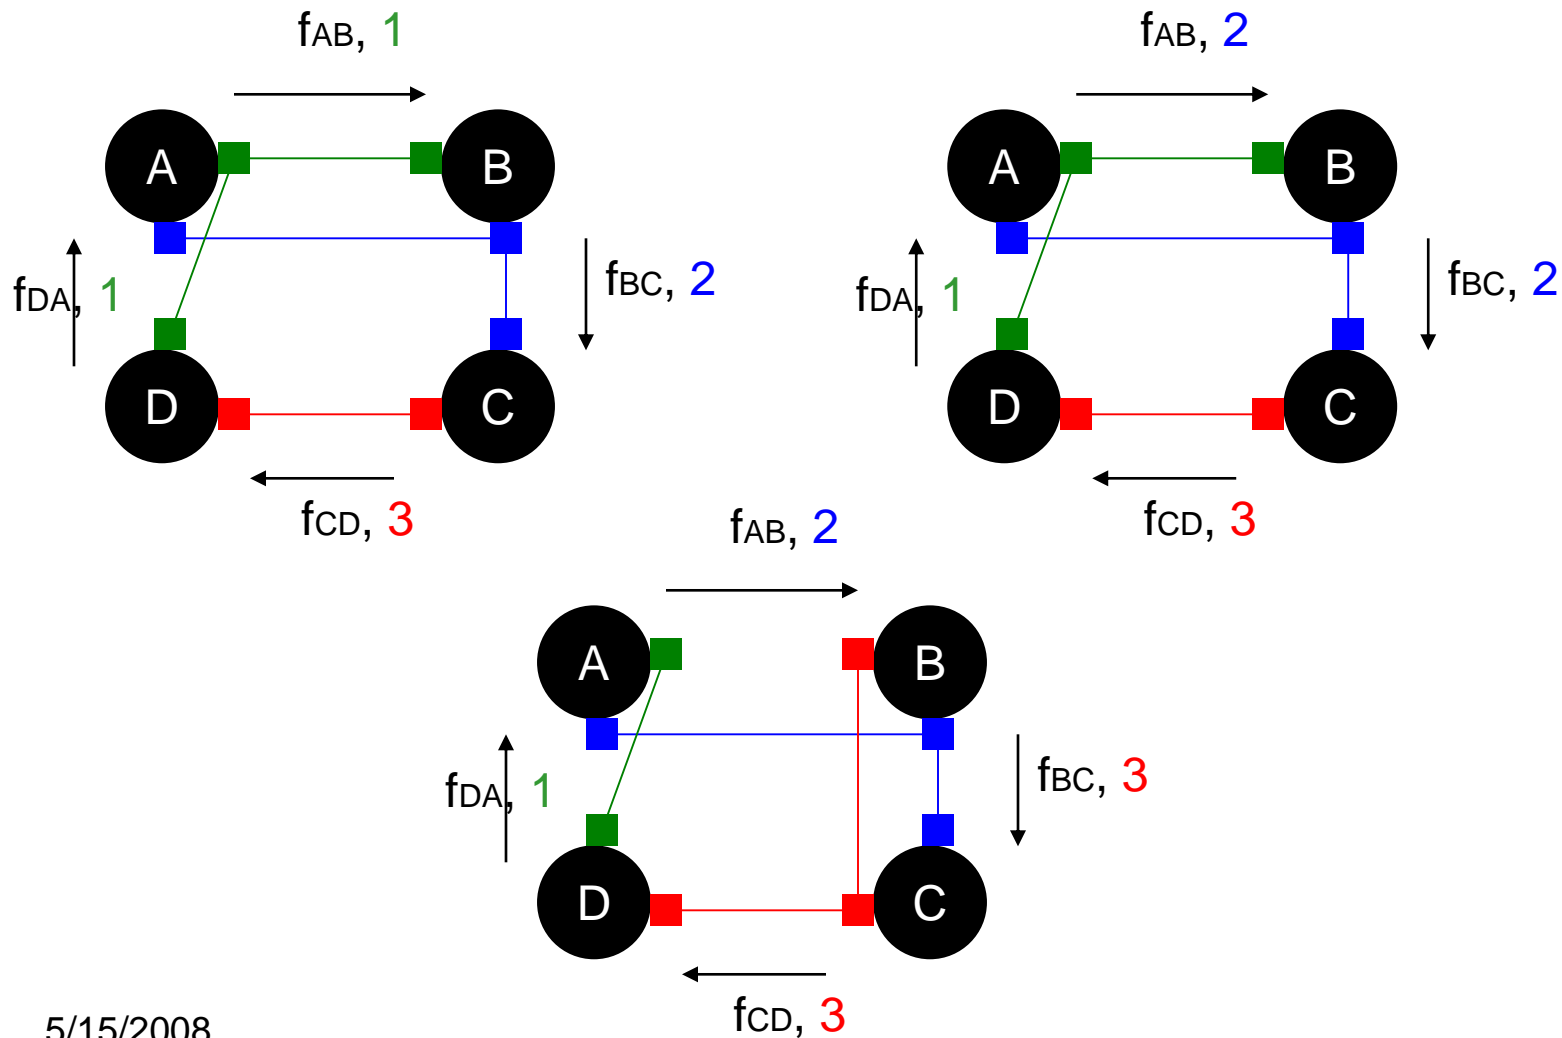 fAB, 1
A
B
fDA, 1
fBC, 2
D
C
fCD, 3
fAB, 2
A
B
fDA, 1
fBC, 2
D
C
fCD, 3
fAB, 2
A
B
fDA, 1
fBC, 3
D
C
fCD, 3
5/15/2008